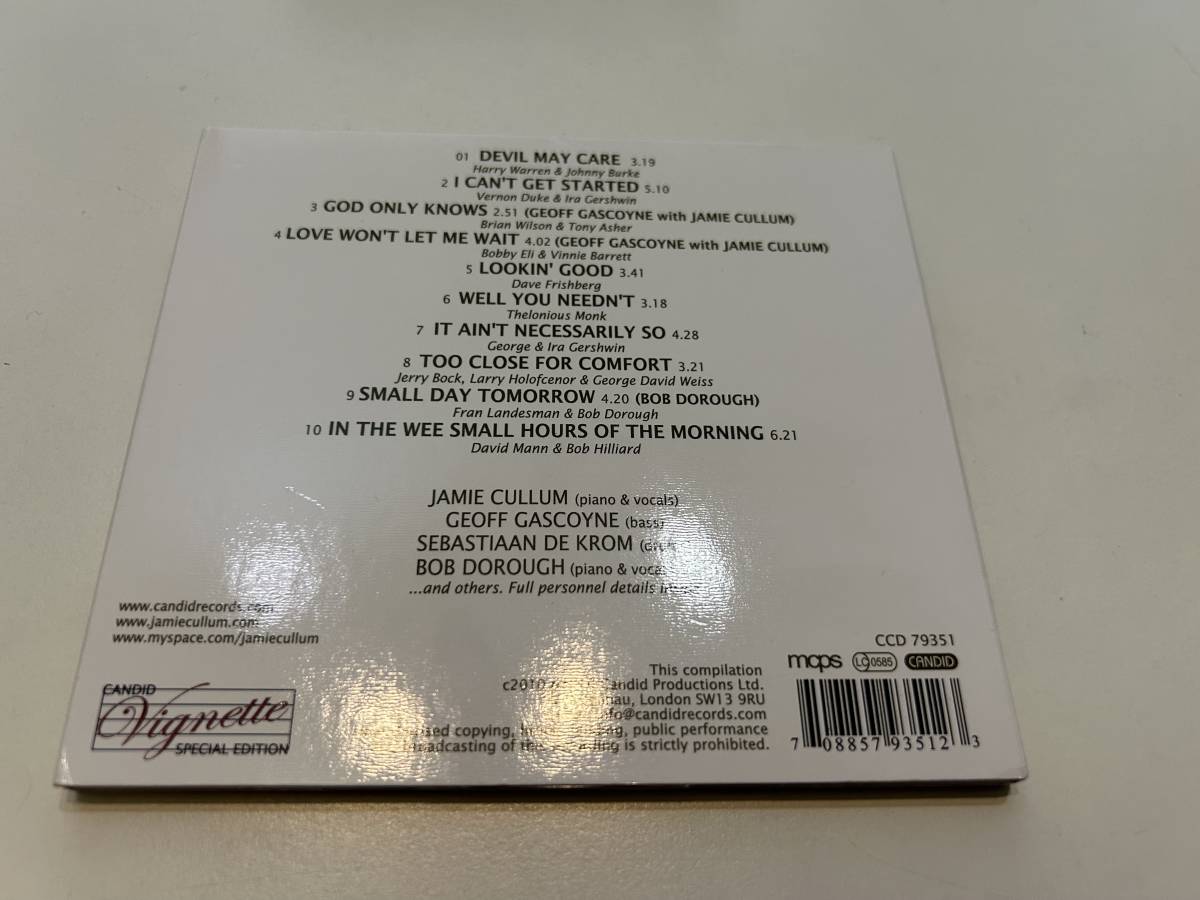 01 DEVIL MAY CARE 3.19
Harry Warren & Johnny Burke
2 I CAN'T GET STARTED 5.10
Vernon Duke & Ira Gershwin
3 GOD ONLY KNOWS 2.51 (GEOFF GASCOYNE with JAMIE CULLUM)
Brian Wilson & Tony Asher
4 LOVE WON'T LET ME WAIT 4.02 (GEOFF GASCOYNE with JAMIE CULLUM)
Bobby Eli & Vinnie Barrett
5 LOOKIN' GOOD 3.41
Dave Frishberg
6 WELL YOU NEEDN'T 3.18
Thelonious Monk
7 IT AIN'T NECESSARILY SO 4.28
George & Ira Gershwin
8 TOO CLOSE FOR COMFORT 3.21
Jerry Bock, Larry Holofcenor & George David Weiss
9 SMALL DAY TOMORROW 4.20 (BOB DOROUGH)
Fran Landesman & Bob Dorough
10 IN THE WEE SMALL HOURS OF THE MORNING 6.21
David Mann & Bob Hilliard
JAMIE CULLUM (piano & vocals)
GEOFF GASCOYNE (bass)
SEBASTIAAN DE KROM
BOB DOROUGH (piano &
...and others. Full personnel details
www.candidrecords.com
www.jamiecullum.com
www.myspace.com/jamiecullum
CANDID
Vignette
SPECIAL EDITION
CCD 79351
mcps LC 0585 CANDID
This compilation
c2010 Candid Productions Ltd.
London SW13 9RU
@candidrecords.com
copying, public performance
broadcasting of is strictly prohibited.
7 08857 93512 3